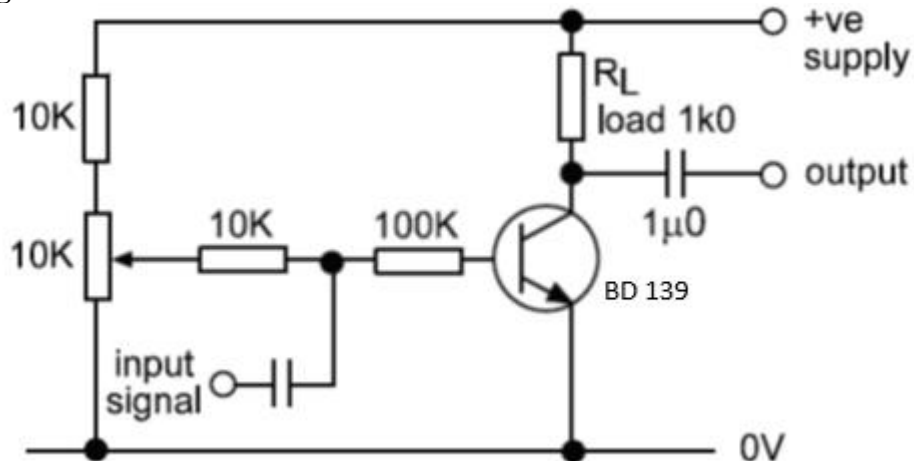 +ve
supply
10K
RL
load 1k0
output
1µ0
10K
10K
100K
BD 139
input
signal
0V